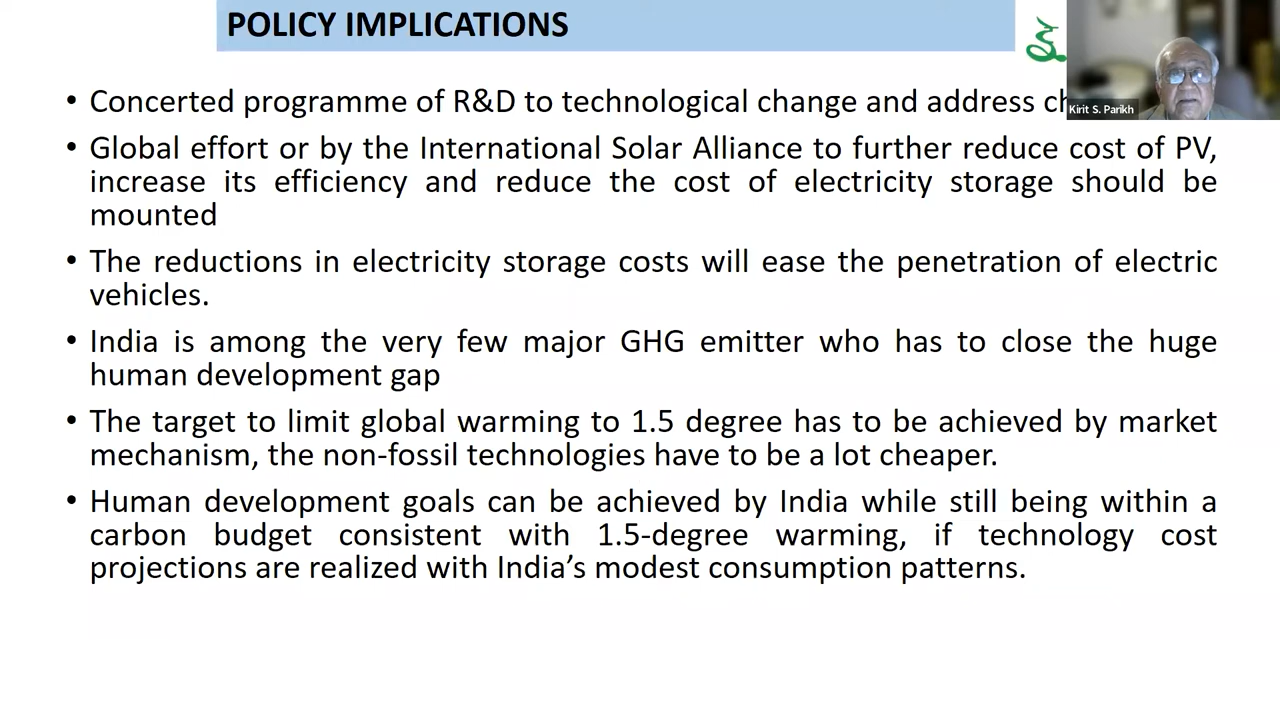 POLICY IMPLICATIONS
Kirit S. Parikh
• Concerted programme of R&D to technological change and address
• Global effort or by the International Solar Alliance to further reduce cost of PV,
increase its efficiency and reduce the cost of electricity storage should be
mounted
• The reductions in electricity storage costs will ease the penetration of electric
vehicles.
• India is among the very few major GHG emitter who has to close the huge
human development gap
• The target to limit global warming to 1.5 degree has to be achieved by market
mechanism, the non-fossil technologies have to be a lot cheaper.
• Human development goals can be achieved by India while still being within a
carbon budget consistent with 1.5-degree warming, if technology cost
projections are realized with India’s modest consumption patterns.